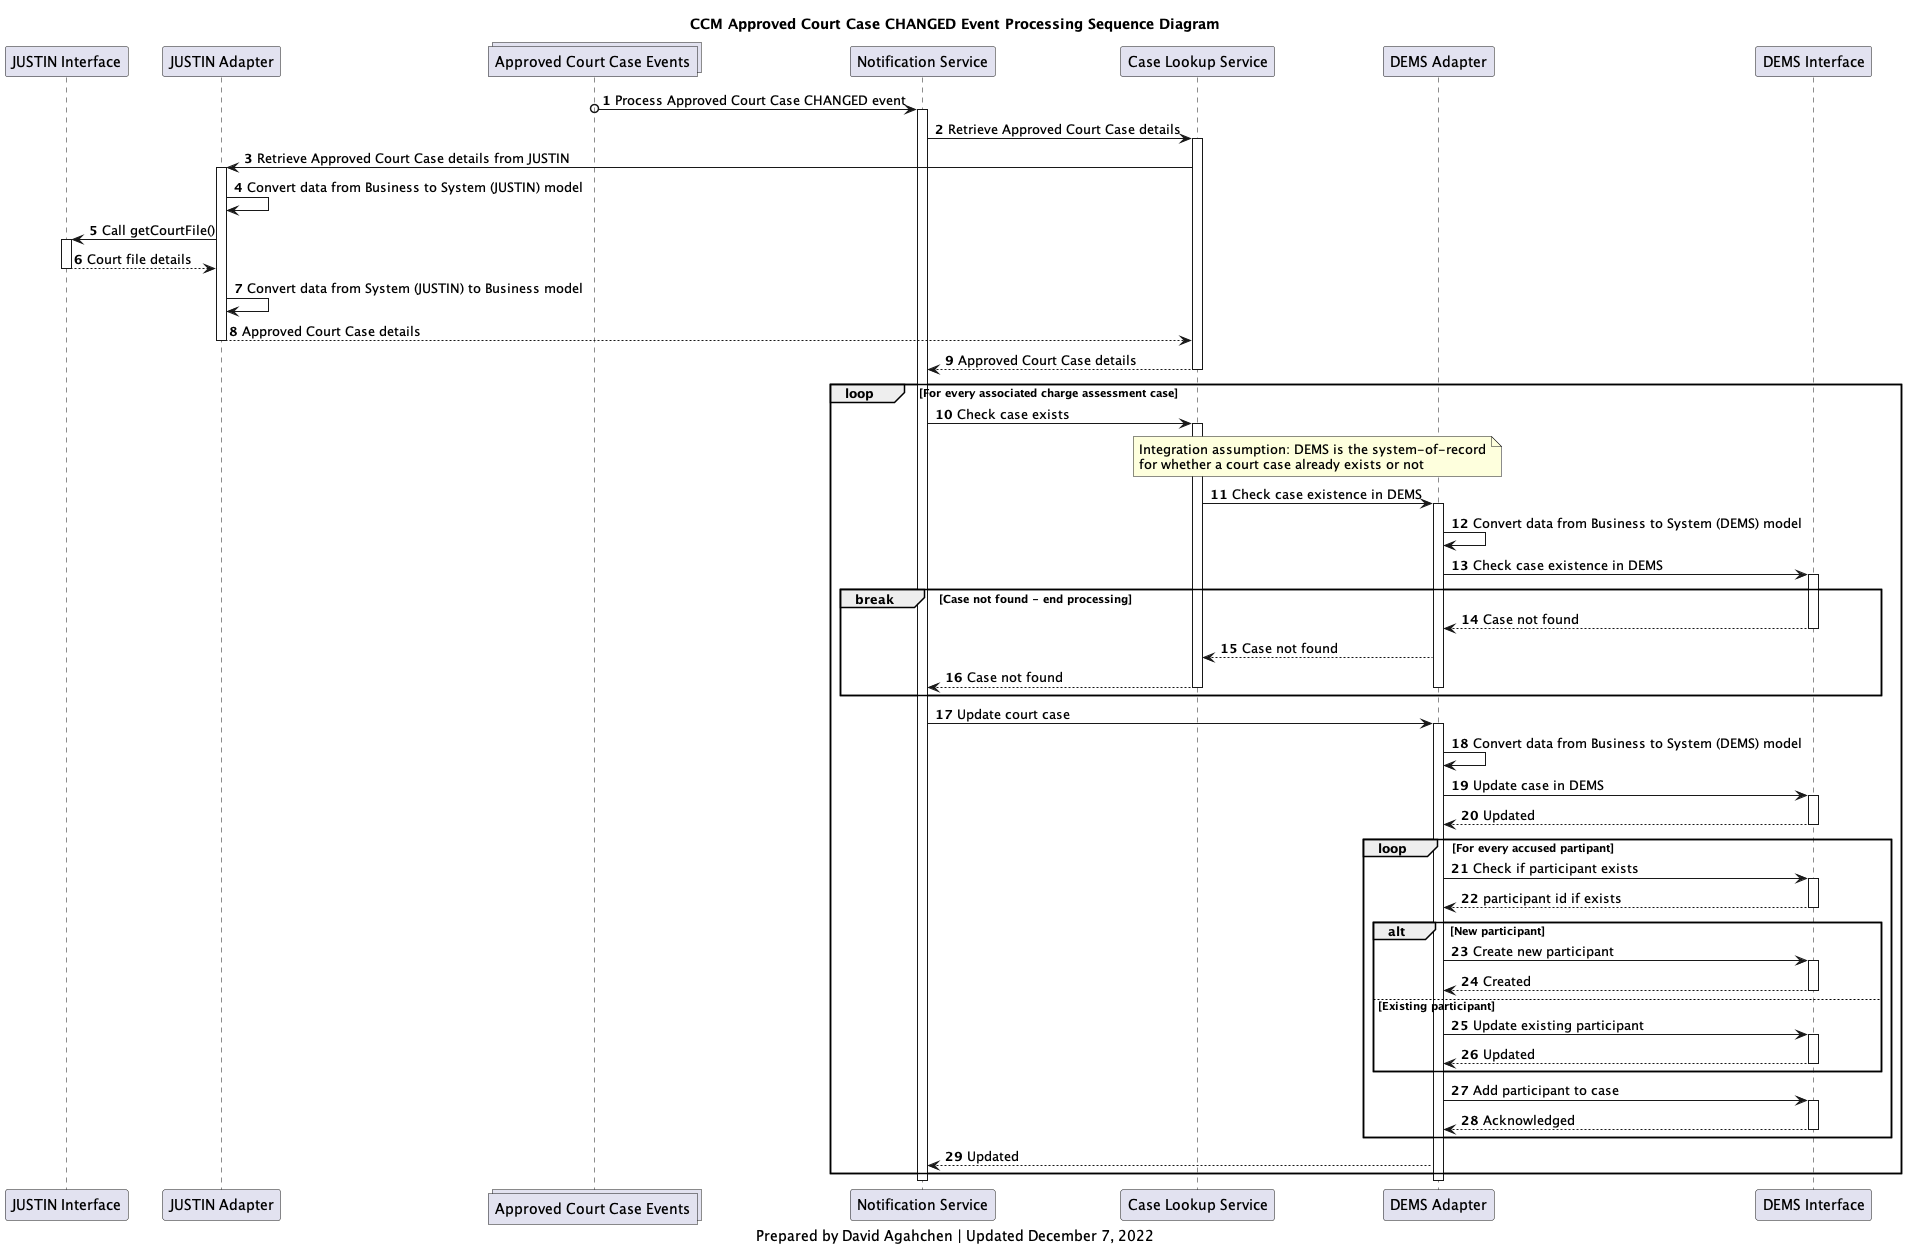 CCM Approved Court Case CHANGED Event Processing Sequence Diagram
JUSTIN Interface
JUSTIN Adapter
Approved Court Case Events
Notification Service
Case Lookup Service
DEMS Adapter
DEMS Interface
1 Process Approved Court Case CHANGED event
2 Retrieve Approved Court Case details
3 Retrieve Approved Court Case details from JUSTIN
4 Convert data from Business to System (JUSTIN) model
5 Call getCourtFile()
6 Court file details
7 Convert data from System (JUSTIN) to Business model
8 Approved Court Case details
9 Approved Court Case details
loop
[For every associated charge assessment case]
10 Check case exists
Integration assumption: DEMS is the system-of-record
for whether a court case already exists or not
11 Check case existence in DEMS
12 Convert data from Business to System (DEMS) model
13 Check case existence in DEMS
break
[Case not found - end processing]
14 Case not found
15 Case not found
16 Case not found
17 Update court case
18 Convert data from Business to System (DEMS) model
19 Update case in DEMS
20 Updated
loop
[For every accused partipant]
21 Check if participant exists
22 participant id if exists
alt
[New participant]
23 Create new participant
24 Created
[Existing participant]
25 Update existing participant
26 Updated
27 Add participant to case
28 Acknowledged
29 Updated
JUSTIN Interface
JUSTIN Adapter
Approved Court Case Events
Notification Service
Case Lookup Service
DEMS Adapter
DEMS Interface
Prepared by David Agahchen | Updated December 7, 2022